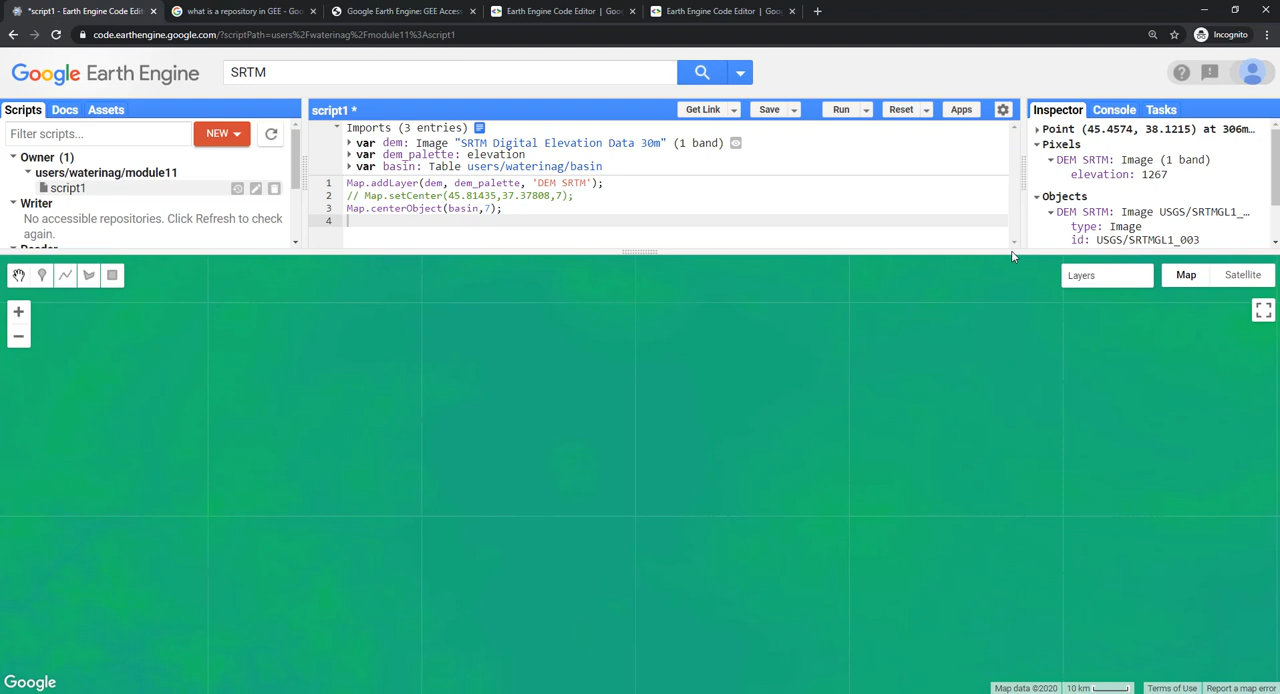 *script1 - Earth Engine Code Edit
what is a repository in GEE - Goo
Google Earth Engine: GEE Acces
Earth Engine Code Editor | Goo
Earth Engine Code Editor | Goo
code.earthengine.google.com/?scriptPath=users%2Fwaterinag%2Fmodule11%3Ascript1
Incognito
Google Earth Engine
SRTM
Scripts Docs Assets
script1 *
Get Link Save Run Reset Apps
Inspector Console Tasks
Filter scripts...
NEW
Owner (1)
users/waterinag/module11
script1
Writer
No accessible repositories. Click Refresh to check
again.
Imports (3 entries)
var dem: Image "SRTM Digital Elevation Data 30m" (1 band)
var dem_palette: elevation
var basin: Table users/waterinag/basin
1 Map.addLayer(dem, dem_palette, 'DEM SRTM');
2 // Map.setCenter(45.81435,37.37808,7);
3 Map.centerObject(basin,7);
4
Point (45.4574, 38.1215) at 306m...
Pixels
DEM SRTM: Image (1 band)
elevation: 1267
Objects
DEM SRTM: Image USGS/SRTMGL1_…
type: Image
id: USGS/SRTMGL1_003
Layers
Map Satellite
+
−
Google
Map data ©2020 10 km Terms of Use Report a map error